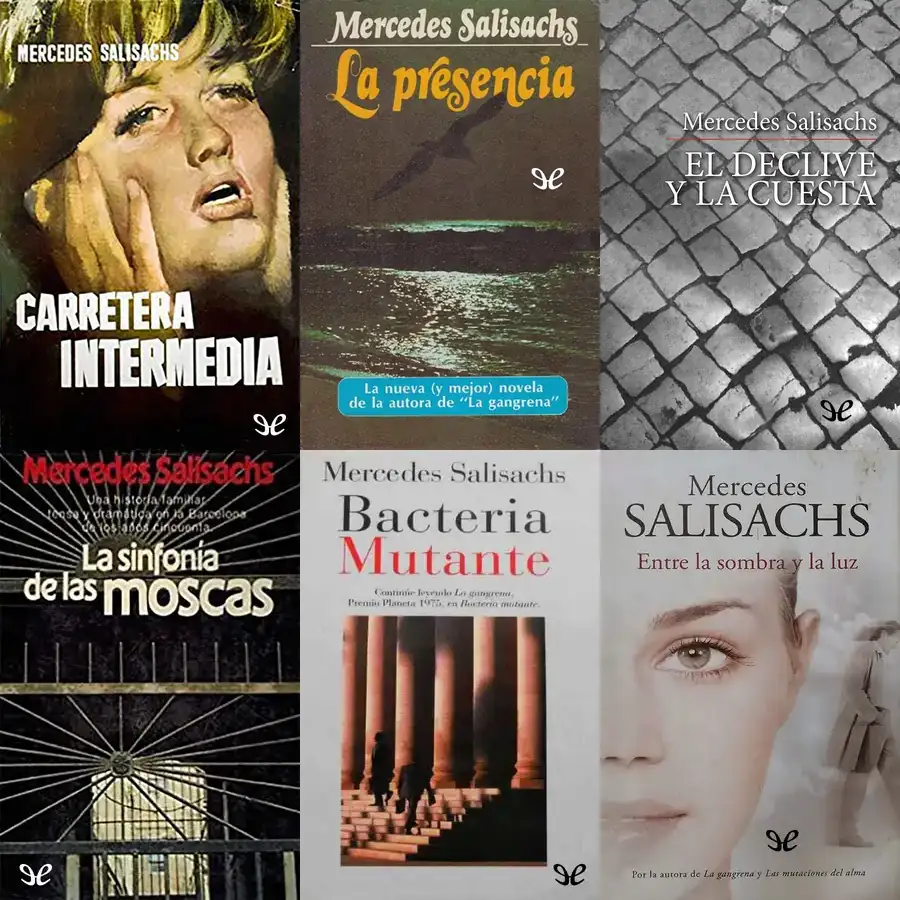 MERCEDES SALISACHS
CARRETERA
INTERMEDIA
Mercedes Salisachs
La presencia
La nueva (y mejor) novela
de la autora de "La gangrena"
Mercedes Salisachs
EL DECLIVE
Y LA CUESTA
Mercedes Salisachs
Una historia familiar
tensa y dramática en la Barcelona
de los años cincuenta.
La sinfonía
de las moscas
Mercedes Salisachs
Bacteria
Mutante
Continúe leyendo La gangrena,
Premio Planeta 1975, en Bacteria mutante.
Mercedes
SALISACHS
Entre la sombra y la luz
Por la autora de La gangrena y Las mutaciones del alma